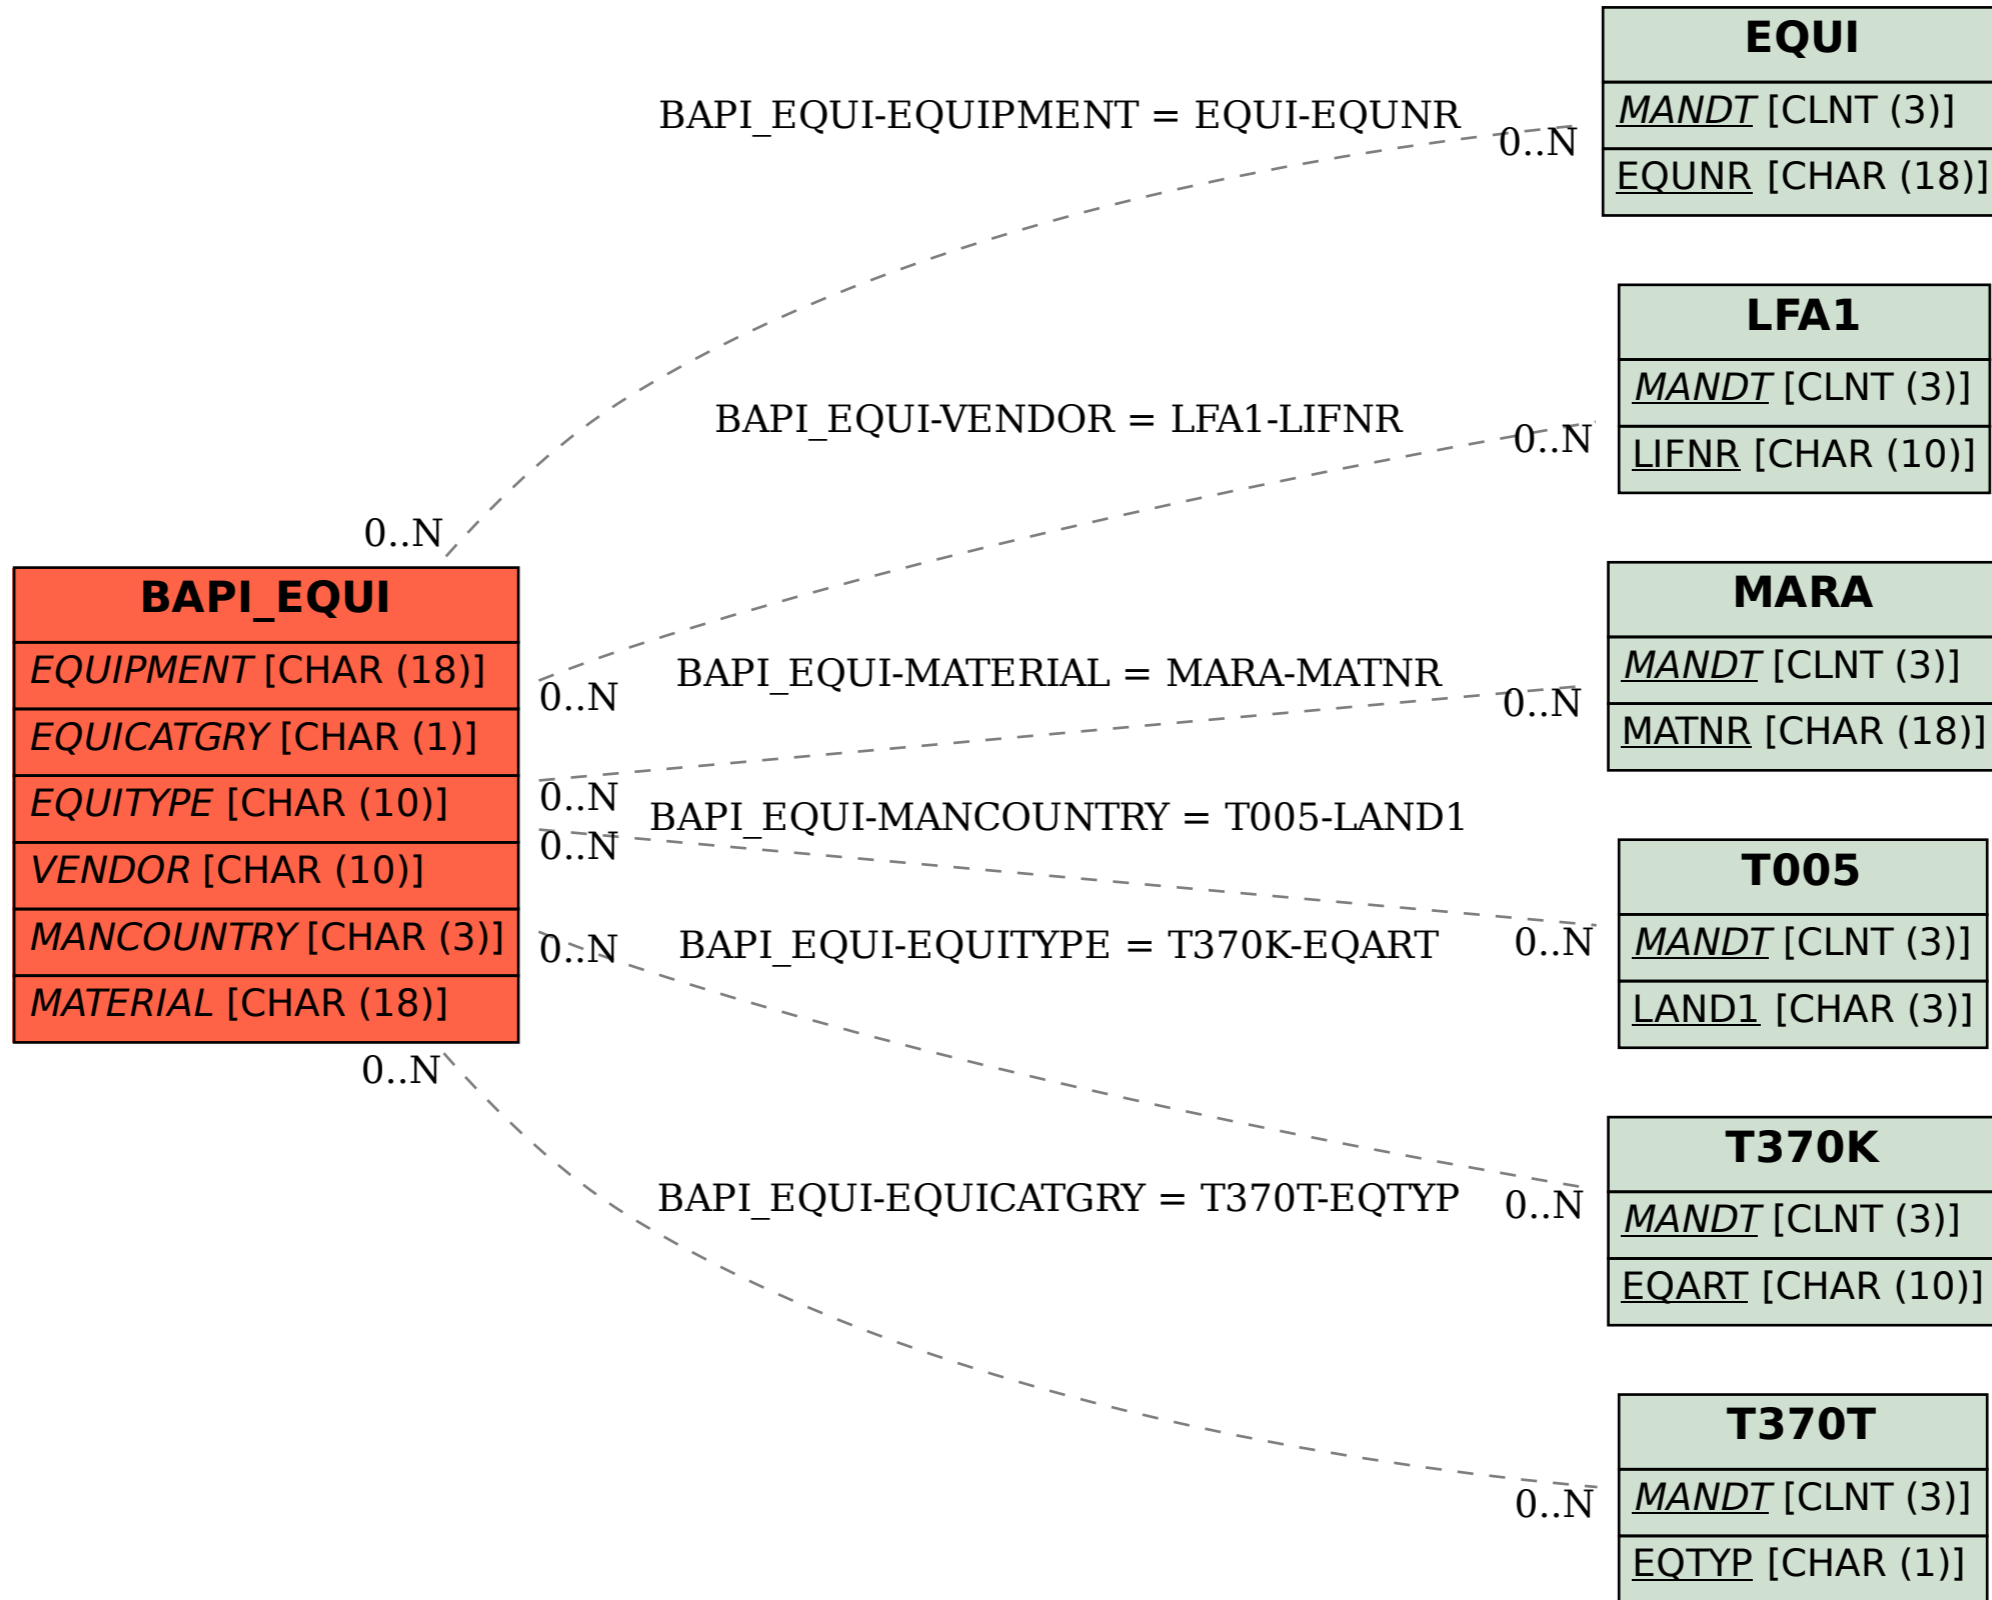 EQUI
MANDT [CLNT (3)]
EQUNR [CHAR (18)]
BAPI_EQUI-EQUIPMENT = EQUI-EQUNR
0..N
0..N
LFA1
MANDT [CLNT (3)]
LIFNR [CHAR (10)]
BAPI_EQUI-VENDOR = LFA1-LIFNR
0..N
0..N
BAPI_EQUI
EQUIPMENT [CHAR (18)]
EQUICATGRY [CHAR (1)]
EQUITYPE [CHAR (10)]
VENDOR [CHAR (10)]
MANCOUNTRY [CHAR (3)]
MATERIAL [CHAR (18)]
MARA
MANDT [CLNT (3)]
MATNR [CHAR (18)]
BAPI_EQUI-MATERIAL = MARA-MATNR
0..N
0..N
BAPI_EQUI-MANCOUNTRY = T005-LAND1
0..N
0..N
T005
MANDT [CLNT (3)]
LAND1 [CHAR (3)]
BAPI_EQUI-EQUITYPE = T370K-EQART
0..N
0..N
T370K
MANDT [CLNT (3)]
EQART [CHAR (10)]
BAPI_EQUI-EQUICATGRY = T370T-EQTYP
0..N
0..N
T370T
MANDT [CLNT (3)]
EQTYP [CHAR (1)]